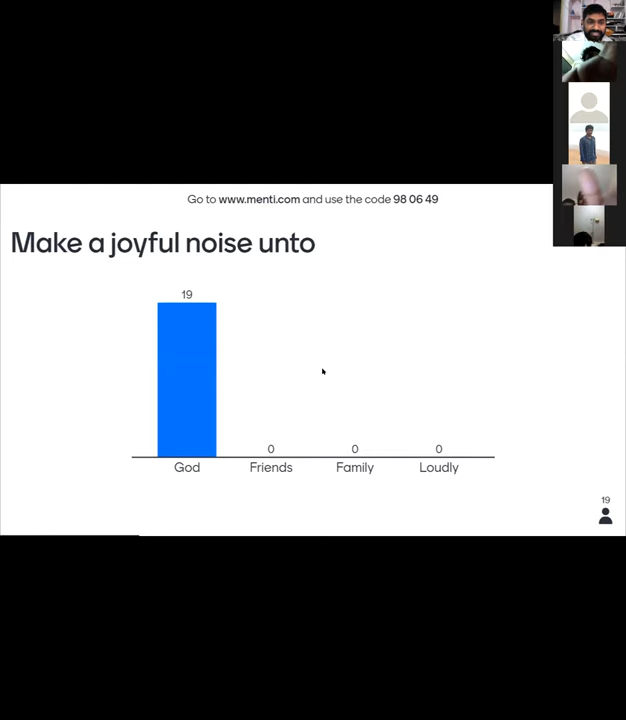 Go to www.menti.com and use the code 98 06 49
Make a joyful noise unto
19
0
0
0
God
Friends
Family
Loudly
19